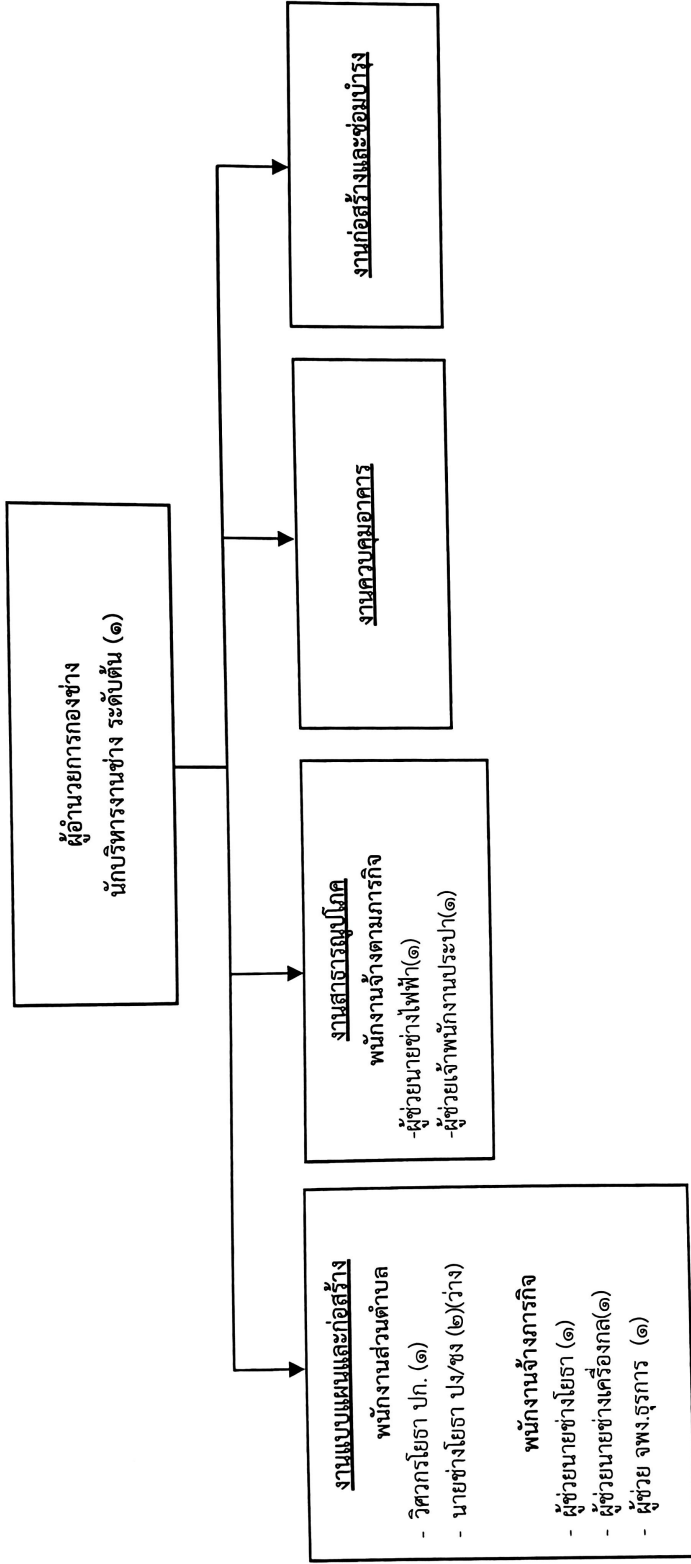 ผู้อำนวยการกองช่าง
นักบริหารงานช่าง ระดับต้น (๑)
งานแบบแผนและก่อสร้าง
พนักงานส่วนตำบล
- วิศวกรโยธา ปก. (๑)
- นายช่างโยธา ปง/ชง (๒)(ว่าง)
พนักงานจ้างภารกิจ
- ผู้ช่วยนายช่างโยธา (๑)
- ผู้ช่วยนายช่างเครื่องกล(๑)
- ผู้ช่วย จพง.ธุรการ (๑)
งานสาธารณูปโภค
พนักงานจ้างตามภารกิจ
-ผู้ช่วยนายช่างไฟฟ้า(๑)
-ผู้ช่วยเจ้าพนักงานประปา(๑)
งานควบคุมอาคาร
งานก่อสร้างและซ่อมบำรุง